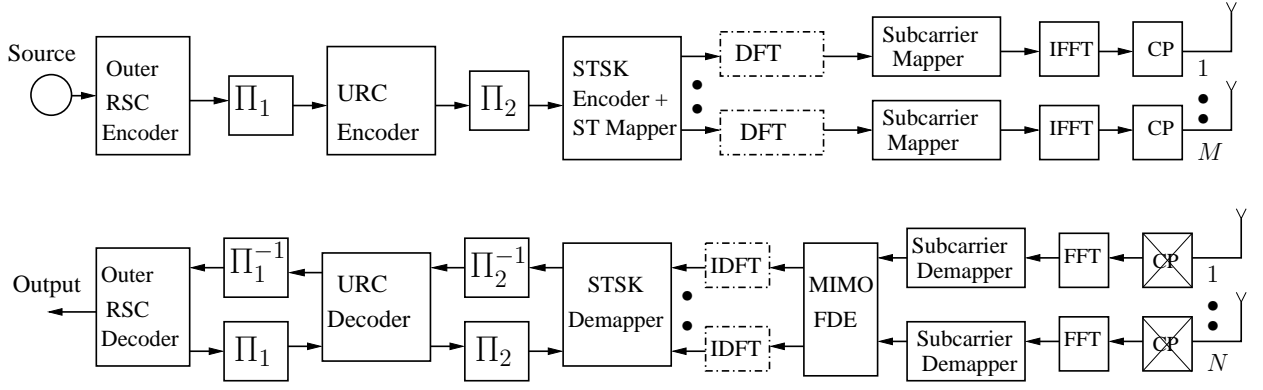 Source
Outer
RSC
Encoder
Π₁
URC
Encoder
Π₂
STSK
Encoder +
ST Mapper
DFT
Subcarrier
Mapper
IFFT
CP
1
DFT
Subcarrier
Mapper
IFFT
CP
M
Output
Outer
RSC
Decoder
Π₁⁻¹
Π₁
URC
Decoder
Π₂⁻¹
Π₂
STSK
Demapper
IDFT
IDFT
MIMO
FDE
Subcarrier
Demapper
FFT
CP
1
Subcarrier
Demapper
FFT
CP
N